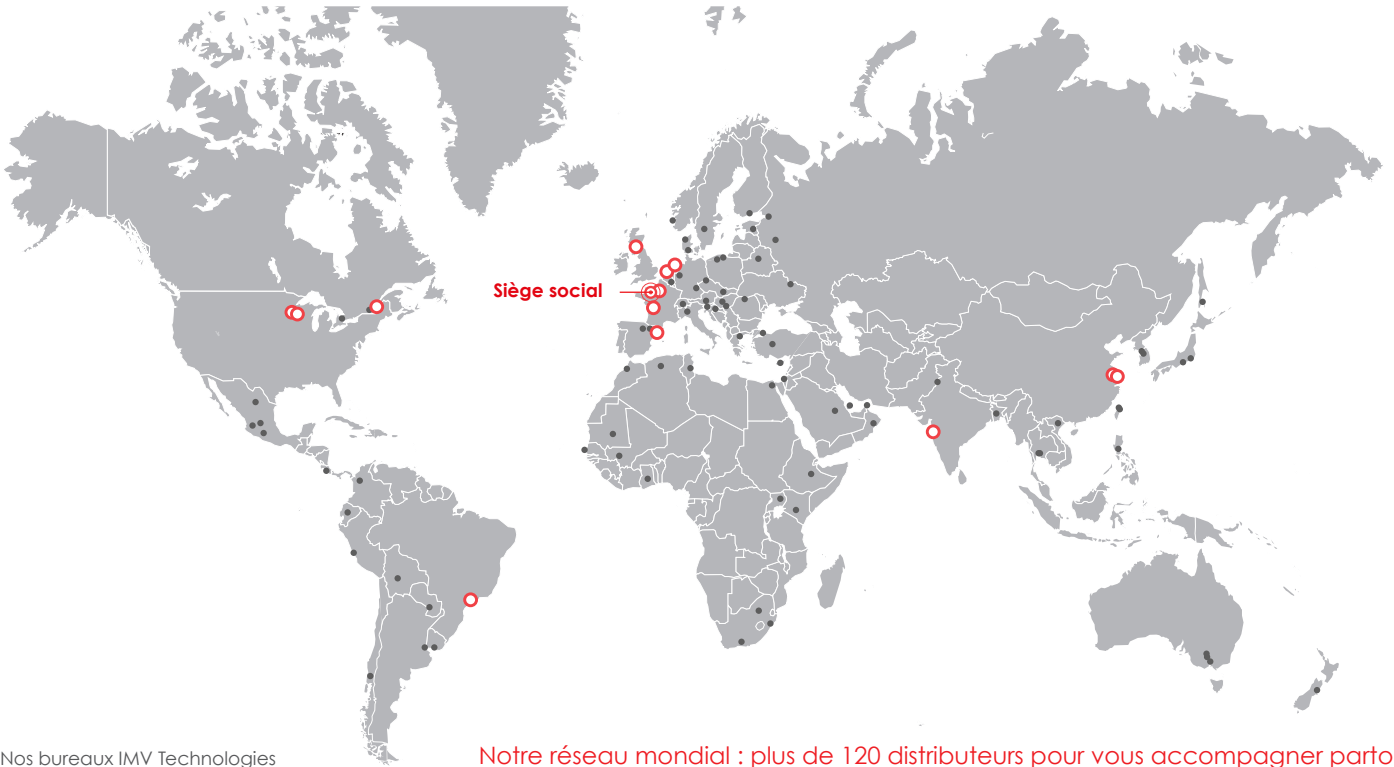 Siège social
Nos bureaux IMV Technologies
Notre réseau mondial : plus de 120 distributeurs pour vous accompagner parto